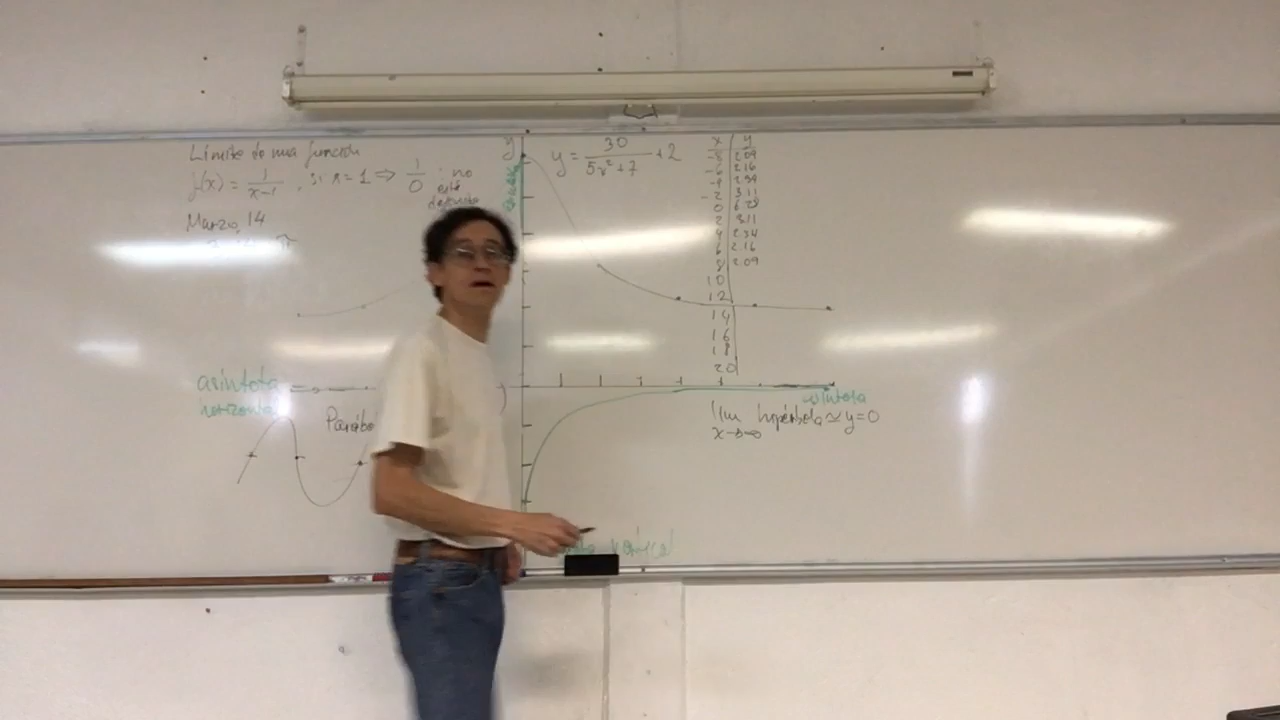 Límite de una función
f(x) = 1/(x-1), si x = 1 ⇒ 1/0 no
está
definido
Marzo, 14
π
y
y = 30/(5x²+7) + 2
x y
-8 2.09
-6 2.16
-4 2.34
-2 3.11
0 6.28
2 3.11
4 2.34
6 2.16
8 2.09
10
12
14
16
18
20
asíntota
horizontal
Parábo
asíntota
lím hipérbola ≃ y=0
x→∞
vertical